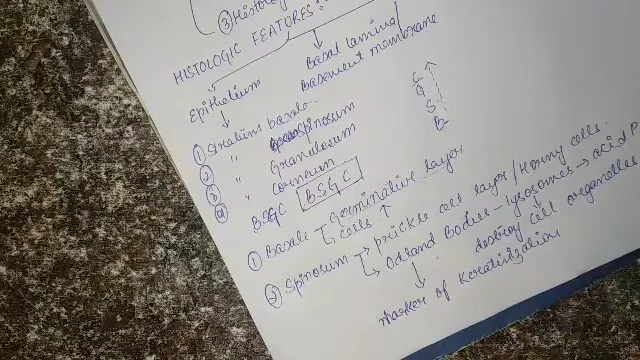 ③ Histology
HISTOLOGIC FEATURES:
Epithelium
Basal lamina/
Basement membrane
① Stratum basale
② " spinosum
③ " Granulosum
④ " Corneum
BSGC BSGC
C
G
S
B
① Basale Germinative layer
cells ↑
② Spinosum → prickle cell layer/Horny cells.
Odland Bodies - lysosomes → acid P
destroy cell organelles
marker of keratinization